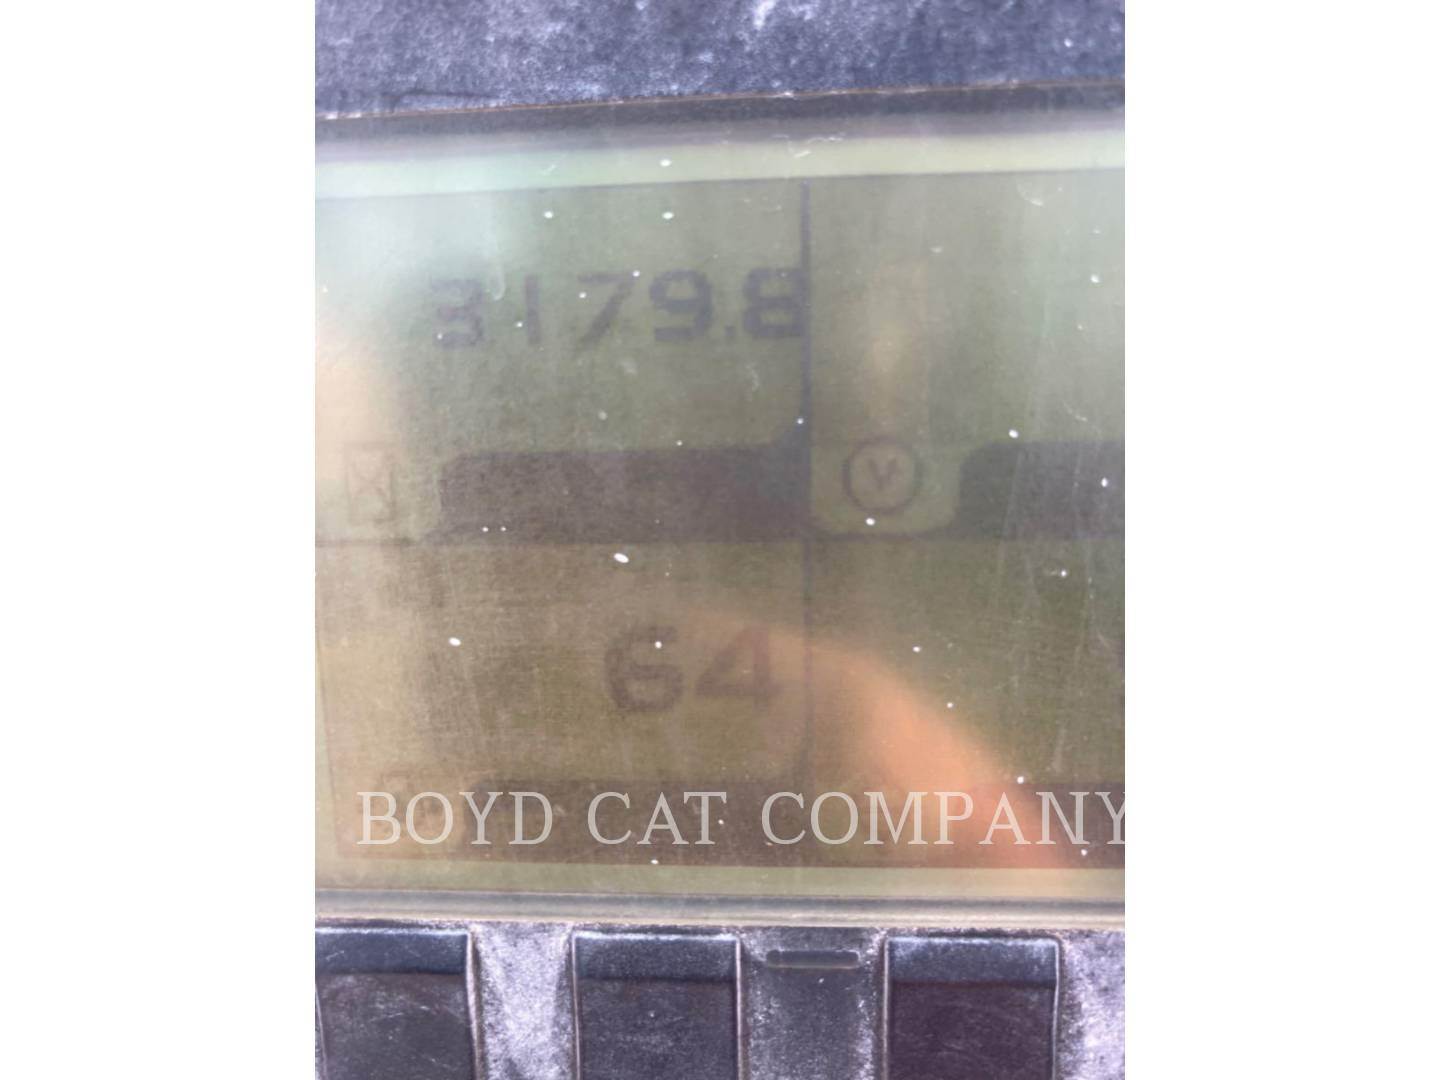 3179.8
V
64
BOYD CAT COMPANY